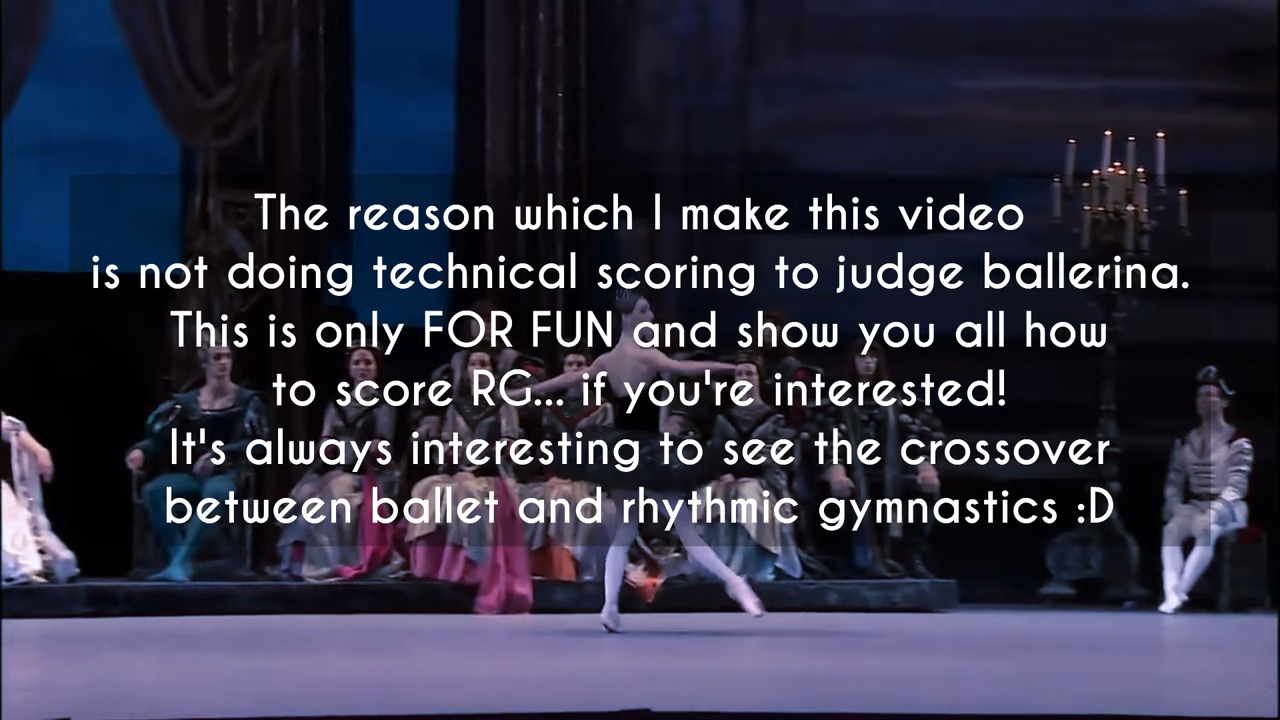 The reason which I make this video
is not doing technical scoring to judge ballerina.
This is only FOR FUN and show you all how
to score RG... if you're interested!
It's always interesting to see the crossover
between ballet and rhythmic gymnastics :D